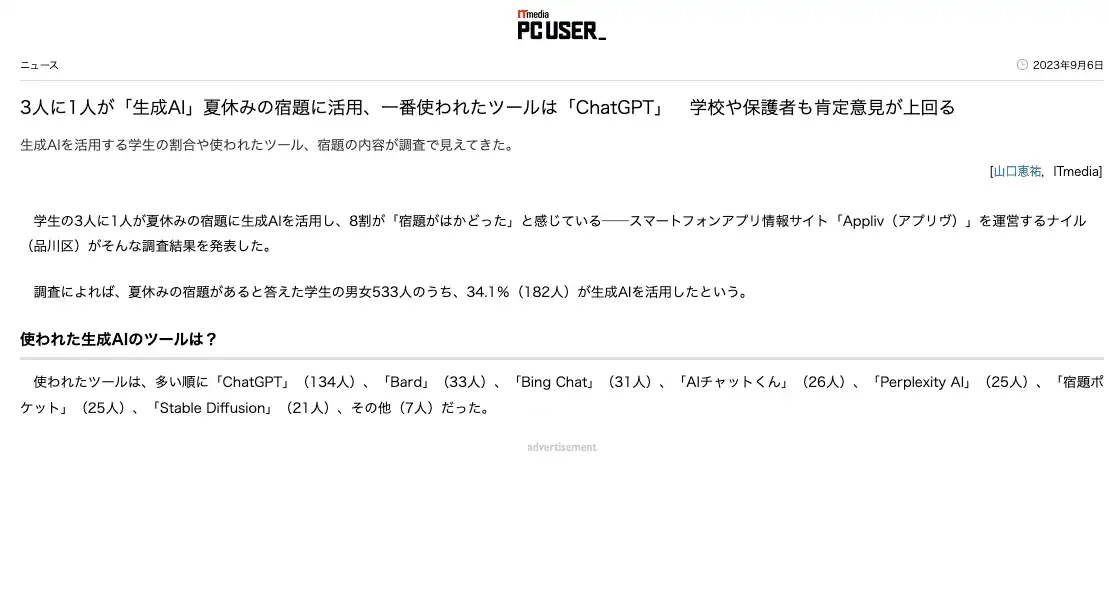 ITmedia
PC USER_
ニュース
2023年9月6日
3人に1人が「生成AI」夏休みの宿題に活用、一番使われたツールは「ChatGPT」　学校や保護者も肯定意見が上回る
生成AIを活用する学生の割合や使われたツール、宿題の内容が調査で見えてきた。
[山口恵祐，ITmedia]
学生の3人に1人が夏休みの宿題に生成AIを活用し、8割が「宿題がはかどった」と感じている――スマートフォンアプリ情報サイト「Appliv（アプリヴ）」を運営するナイル
（品川区）がそんな調査結果を発表した。
調査によれば、夏休みの宿題があると答えた学生の男女533人のうち、34.1％（182人）が生成AIを活用したという。
使われた生成AIのツールは？
使われたツールは、多い順に「ChatGPT」（134人）、「Bard」（33人）、「Bing Chat」（31人）、「AIチャットくん」（26人）、「Perplexity AI」（25人）、「宿題ポ
ケット」（25人）、「Stable Diffusion」（21人）、その他（7人）だった。
advertisement